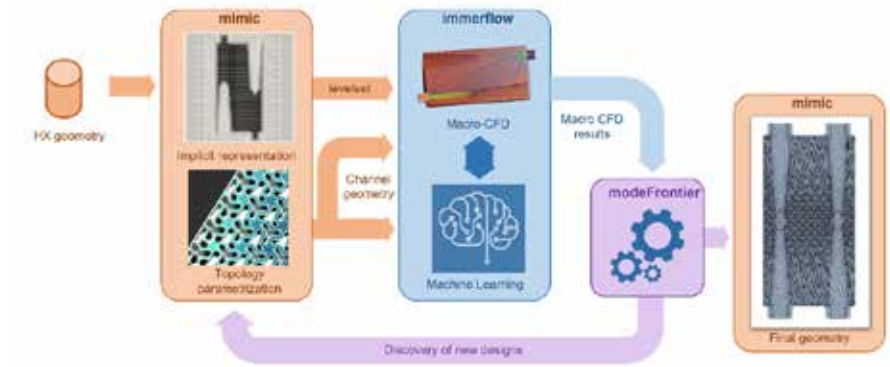 mimic
immerflow
HX geometry
levelset
Implicit representation
Channel
geometry
Topology
parametrization
Macro-CFD
Machine Learning
Macro CFD
results
modeFrontier
mimic
Final geometry
Discovery of new designs